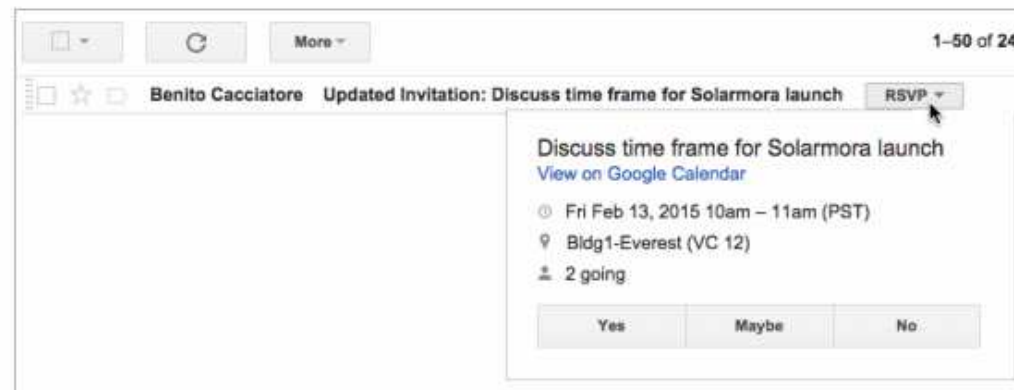 More
1–50 of 24
Benito Cacciatore Updated Invitation: Discuss time frame for Solarmora launch RSVP
Discuss time frame for Solarmora launch
View on Google Calendar
Fri Feb 13, 2015 10am – 11am (PST)
Bldg1-Everest (VC 12)
2 going
Yes Maybe No